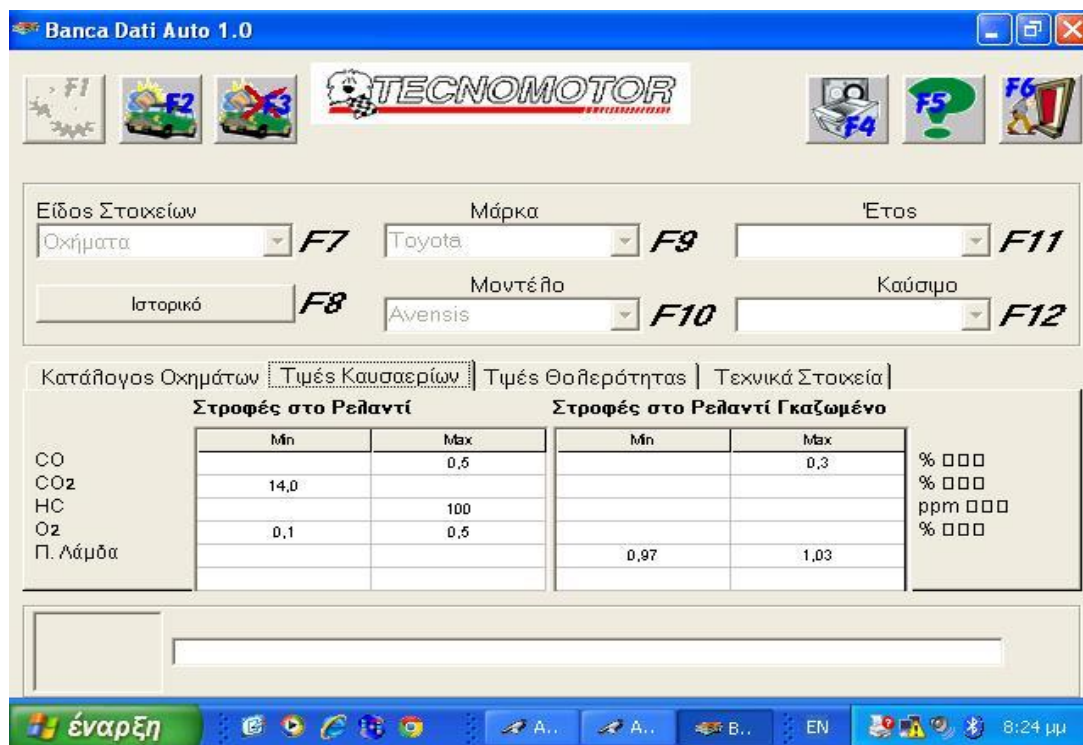 Banca Dati Auto 1.0
F1 F2 F3 TECNOMOTOR F4 F5 F6
Είδος Στοιχείων Μάρκα Έτος
Οχήματα F7 Toyota F9 F11
Μοντέλο Καύσιμο
Ιστορικό F8 Avensis F10 F12
Κατάλογος Οχημάτων Τιμές Καυσαερίων Τιμές Θολερότητας Τεχνικά Στοιχεία
Στροφές στο Ρελαντί Στροφές στο Ρελαντί Γκαζωμένο
Min Max Min Max
CO 0,5 0,3 % □□□
CO2 14,0 % □□□
HC 100 ppm □□□
O2 0,1 0,5 % □□□
Π. Λάμδα 0,97 1,03
έναρξη A.. A.. B.. EN 8:24 μμ